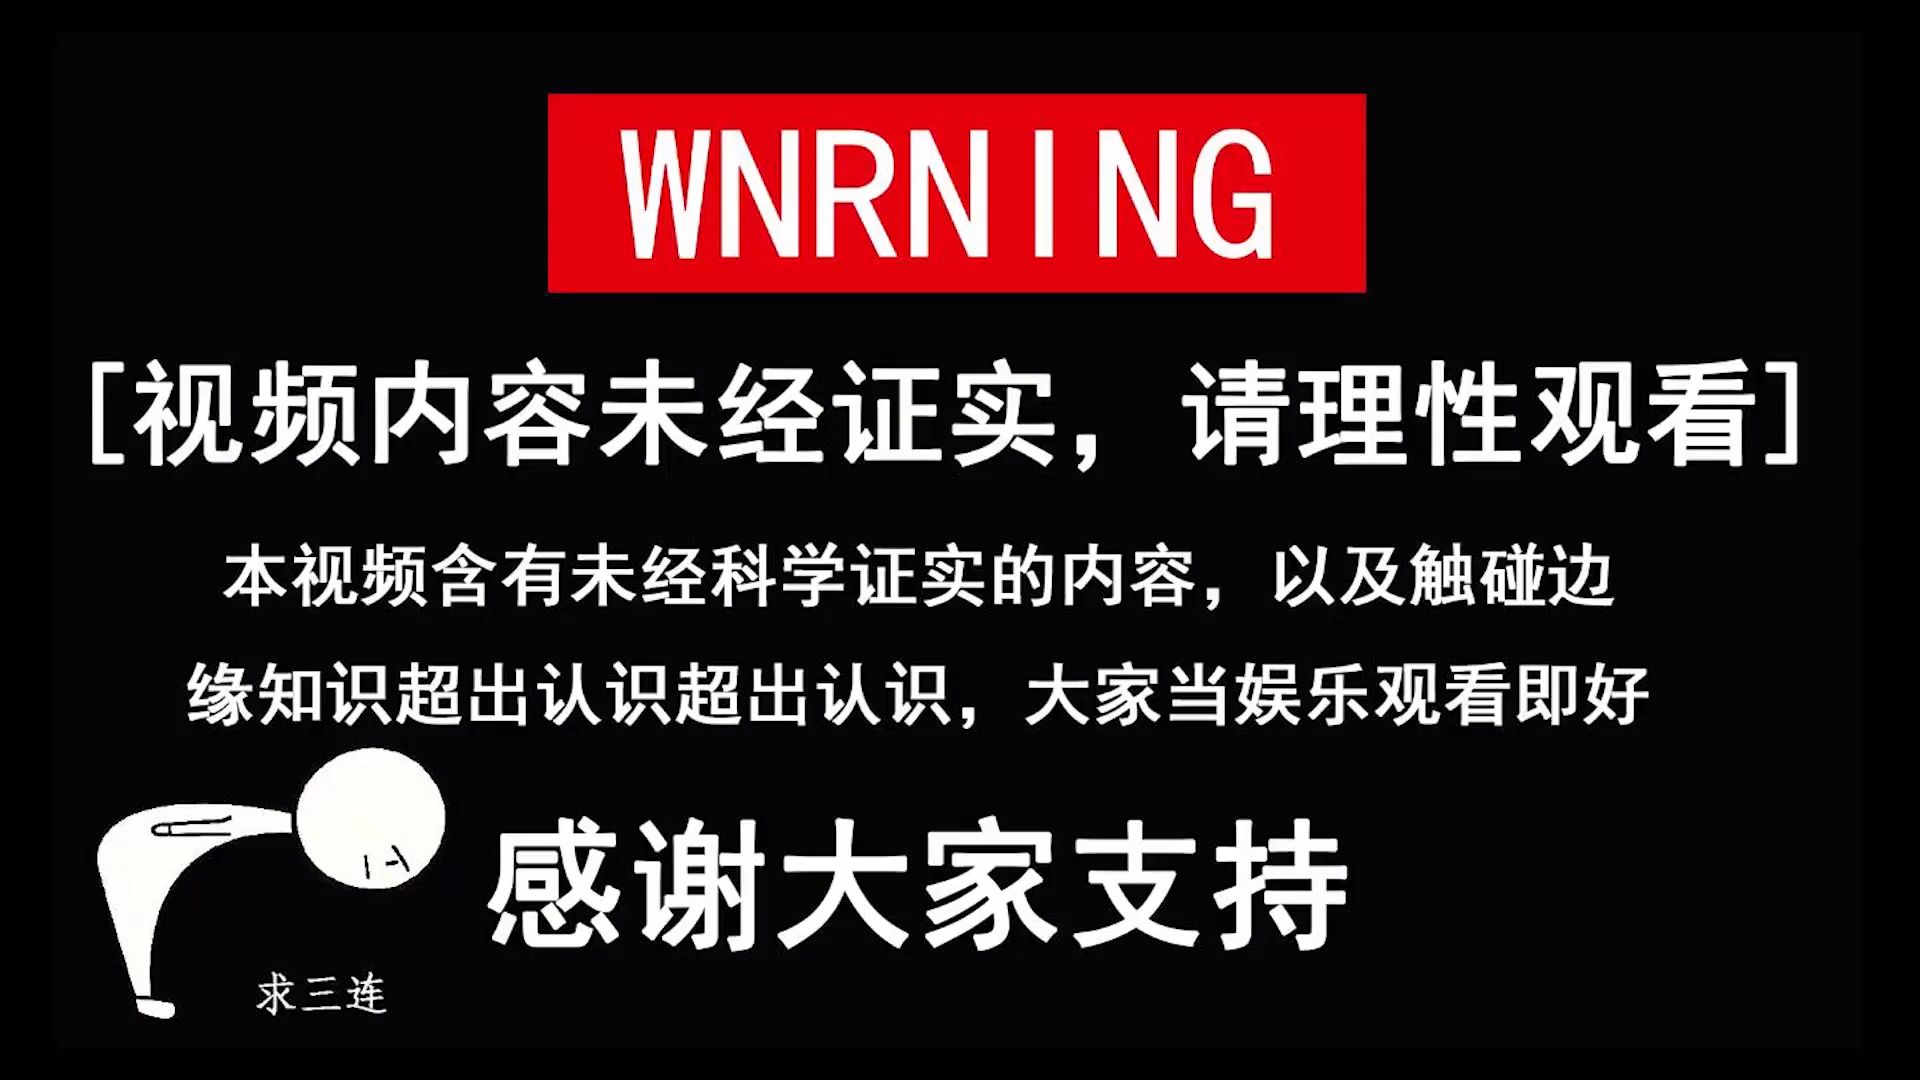 WNRNING
[视频内容未经证实，请理性观看]
本视频含有未经科学证实的内容，以及触碰边
缘知识超出认识超出认识，大家当娱乐观看即好
感谢大家支持
求三连